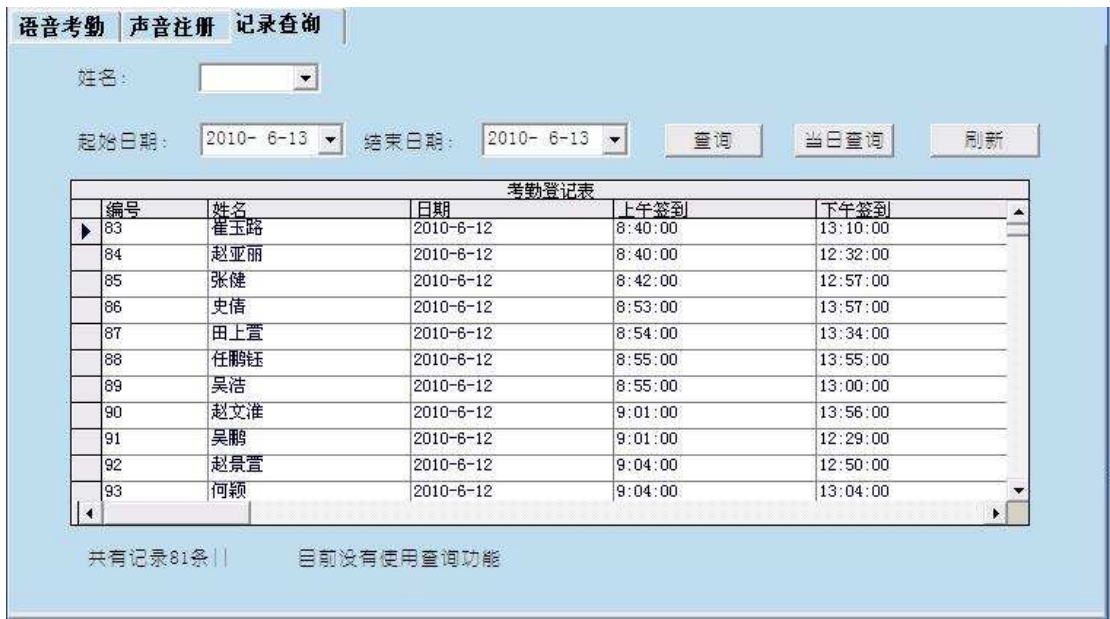 语音考勤 声音注册 记录查询
姓名:
起始日期: 2010- 6-13 结束日期: 2010- 6-13 查询 当日查询 刷新
考勤登记表
编号 姓名 日期 上午签到 下午签到
83 崔玉路 2010-6-12 8:40:00 13:10:00
84 赵亚丽 2010-6-12 8:40:00 12:32:00
85 张健 2010-6-12 8:42:00 12:57:00
86 史倩 2010-6-12 8:53:00 13:57:00
87 田上萱 2010-6-12 8:54:00 13:34:00
88 任鹏钰 2010-6-12 8:55:00 13:55:00
89 吴浩 2010-6-12 8:55:00 13:00:00
90 赵文淮 2010-6-12 9:01:00 13:56:00
91 吴鹏 2010-6-12 9:01:00 12:29:00
92 赵景萱 2010-6-12 9:04:00 12:50:00
93 何颖 2010-6-12 9:04:00 13:04:00
共有记录81条|| 目前没有使用查询功能